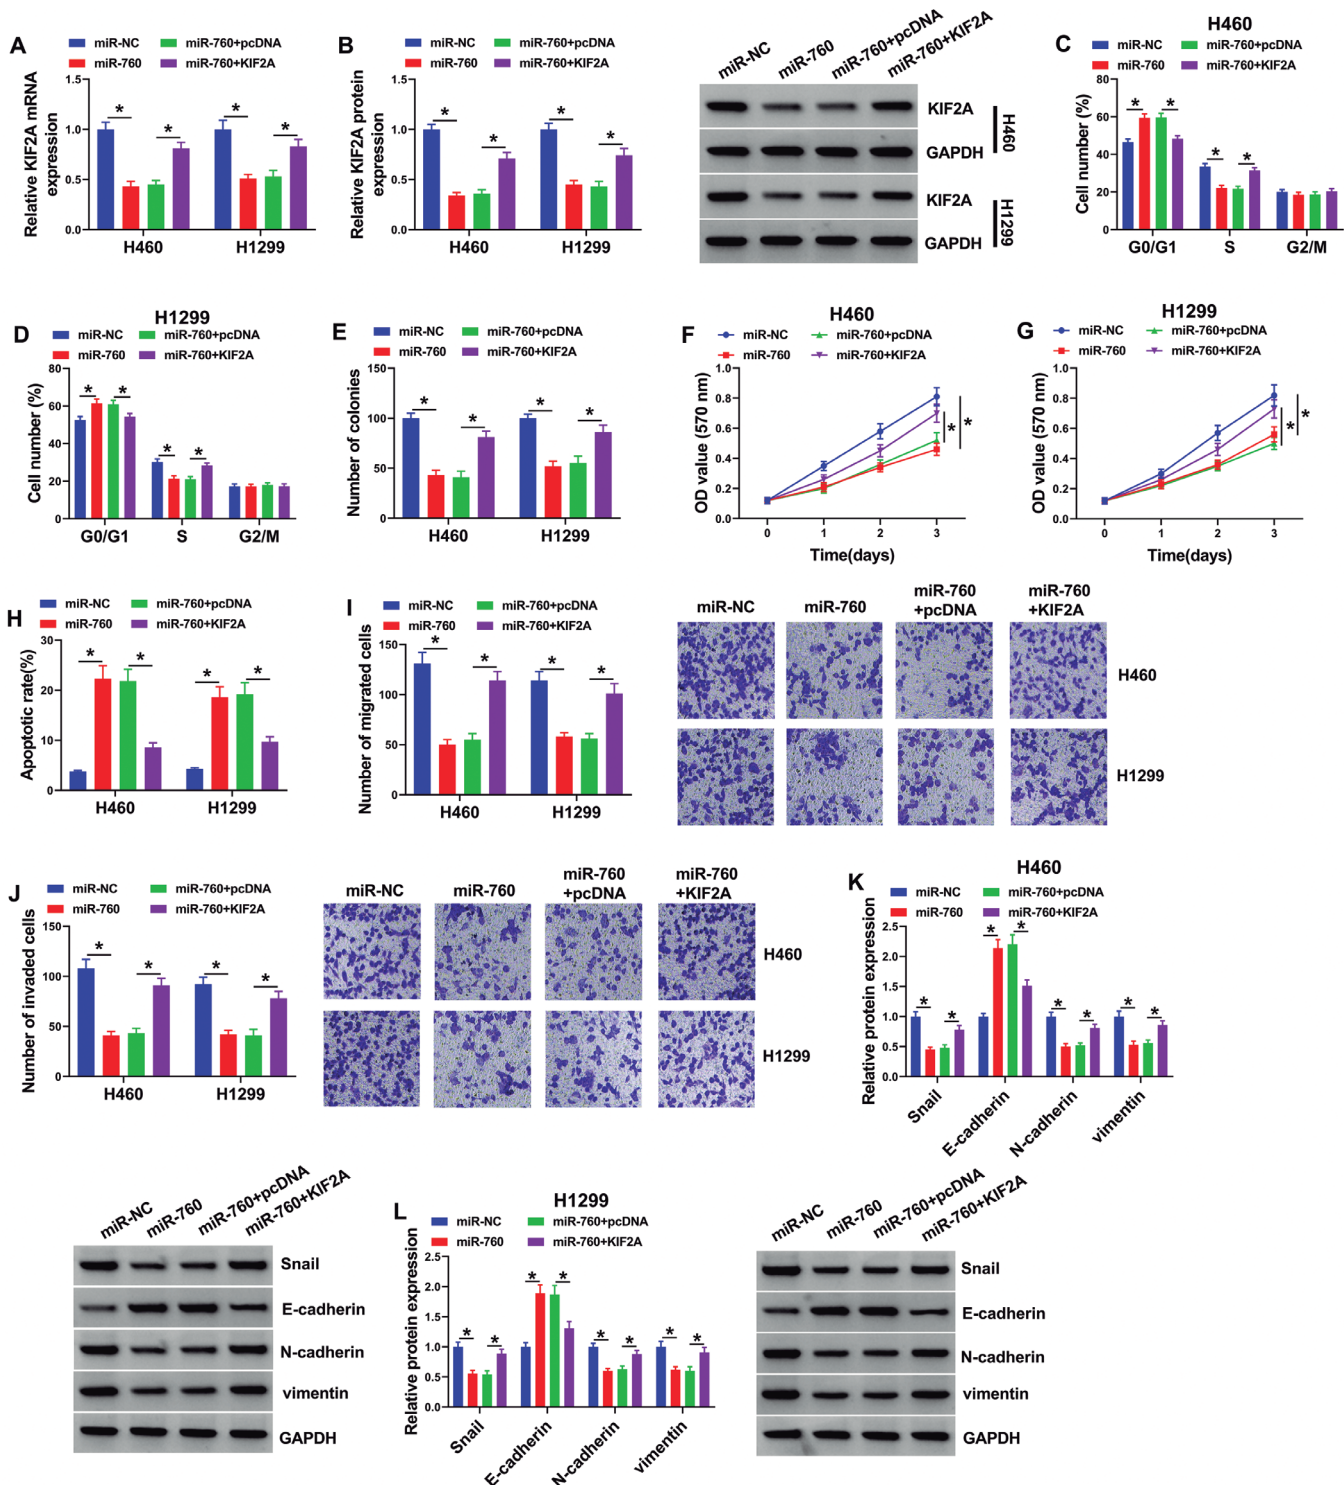 A
miR-NC
miR-760+pcDNA
miR-760
miR-760+KIF2A
Relative KIF2A mRNA
expression
1.5
1.0
0.5
0.0
*
*
*
*
H460
H1299
B
miR-NC
miR-760+pcDNA
miR-760
miR-760+KIF2A
Relative KIF2A protein
expression
1.5
1.0
0.5
0.0
*
*
*
*
H460
H1299
miR-NC
miR-760
miR-760+pcDNA
miR-760+KIF2A
KIF2A
GAPDH
H460
KIF2A
GAPDH
H1299
C
H460
miR-NC
miR-760+pcDNA
miR-760
miR-760+KIF2A
Cell number (%)
80
60
40
20
0
*
*
*
*
G0/G1
S
G2/M
D
H1299
miR-NC
miR-760+pcDNA
miR-760
miR-760+KIF2A
Cell number (%)
80
60
40
20
0
*
*
*
*
G0/G1
S
G2/M
E
miR-NC
miR-760+pcDNA
miR-760
miR-760+KIF2A
Number of colonies
150
100
50
0
*
*
*
*
H460
H1299
F
H460
miR-NC
miR-760+pcDNA
miR-760
miR-760+KIF2A
OD value (570 nm)
1.0
0.8
0.6
0.4
0.2
0.0
*
*
0
1
2
3
Time(days)
G
H1299
miR-NC
miR-760+pcDNA
miR-760
miR-760+KIF2A
OD value (570 nm)
1.0
0.8
0.6
0.4
0.2
0.0
*
*
0
1
2
3
Time(days)
H
miR-NC
miR-760+pcDNA
miR-760
miR-760+KIF2A
Apoptotic rate(%)
30
20
10
0
*
*
*
*
H460
H1299
I
miR-NC
miR-760+pcDNA
miR-760
miR-760+KIF2A
Number of migrated cells
150
100
50
0
*
*
*
*
H460
H1299
miR-NC
miR-760
miR-760
+pcDNA
miR-760
+KIF2A
H460
H1299
J
miR-NC
miR-760+pcDNA
miR-760
miR-760+KIF2A
Number of invaded cells
150
100
50
0
*
*
*
*
H460
H1299
miR-NC
miR-760
miR-760
+pcDNA
miR-760
+KIF2A
H460
H1299
K
H460
miR-NC
miR-760+pcDNA
miR-760
miR-760+KIF2A
Relative protein expression
2.5
2.0
1.5
1.0
0.5
0.0
*
*
*
*
*
*
*
*
Snail
E-cadherin
N-cadherin
vimentin
miR-NC
miR-760
miR-760+pcDNA
miR-760+KIF2A
Snail
E-cadherin
N-cadherin
vimentin
GAPDH
L
H1299
miR-NC
miR-760+pcDNA
miR-760
miR-760+KIF2A
Relative protein expression
2.5
2.0
1.5
1.0
0.5
0.0
*
*
*
*
*
*
*
*
Snail
E-cadherin
N-cadherin
vimentin
miR-NC
miR-760
miR-760+pcDNA
miR-760+KIF2A
Snail
E-cadherin
N-cadherin
vimentin
GAPDH